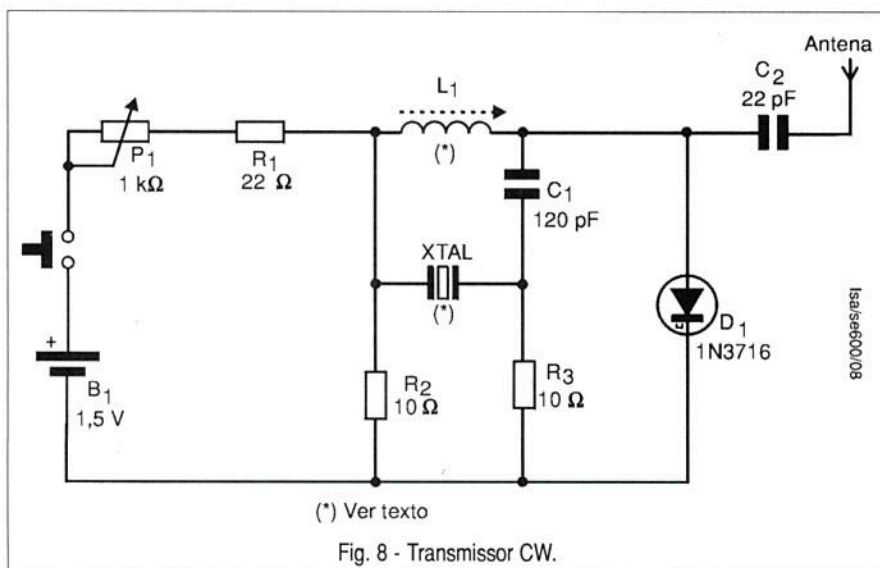 Antena
C2
22 pF
L1
(*)
P1
1 kΩ
R1
22 Ω
C1
120 pF
XTAL
(*)
D1
1N3716
Isa/se600/08
+
B1
1,5 V
R2
10 Ω
R3
10 Ω
(*) Ver texto
Fig. 8 - Transmissor CW.